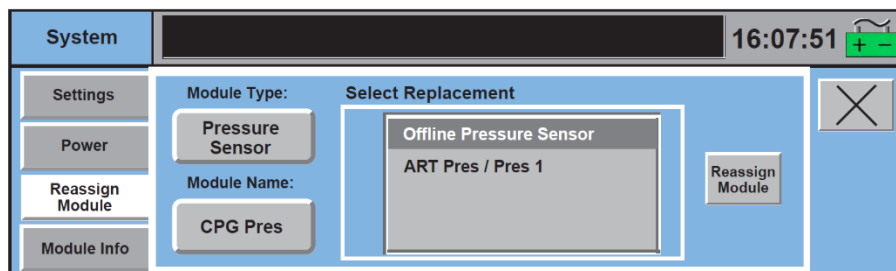 System
16:07:51
+ -
Settings
Power
Reassign
Module
Module Info
Module Type:
Pressure
Sensor
Module Name:
CPG Pres
Select Replacement
Offline Pressure Sensor
ART Pres / Pres 1
Reassign
Module